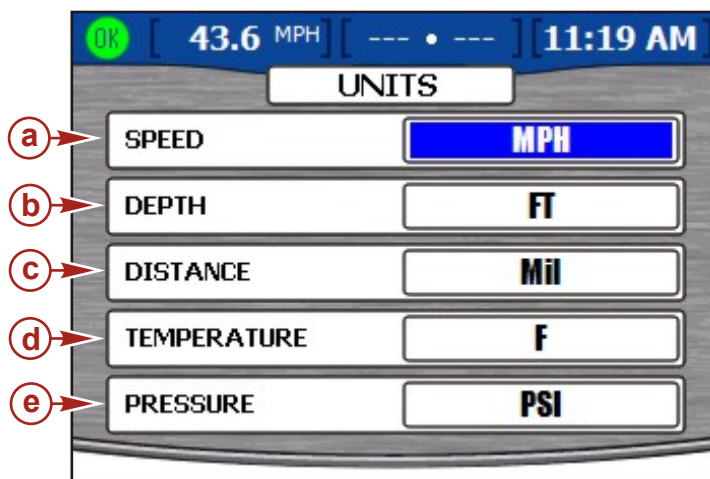 OK [ 43.6 MPH] [ --- • --- ] [11:19 AM]
UNITS
a SPEED MPH
b DEPTH FT
c DISTANCE Mil
d TEMPERATURE F
e PRESSURE PSI